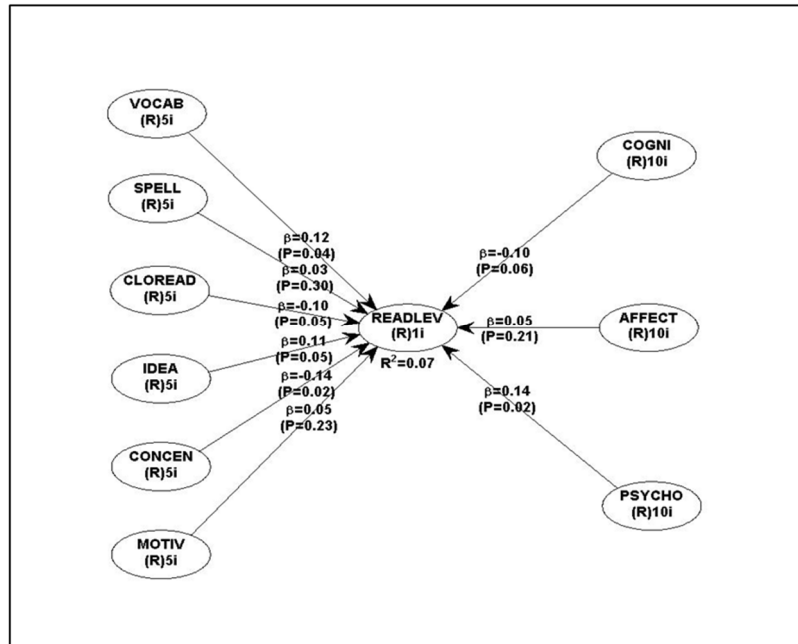 VOCAB
(R)5i
SPELL
(R)5i
CLOREAD
(R)5i
IDEA
(R)5i
CONCEN
(R)5i
MOTIV
(R)5i
β=0.12
(P=0.04)
β=0.03
(P=0.30)
β=-0.10
(P=0.05)
β=0.11
(P=0.05)
β=-0.14
(P=0.02)
β=0.05
(P=0.23)
READLEV
(R)1i
R²=0.07
β=-0.10
(P=0.06)
β=0.05
(P=0.21)
β=0.14
(P=0.02)
COGNI
(R)10i
AFFECT
(R)10i
PSYCHO
(R)10i